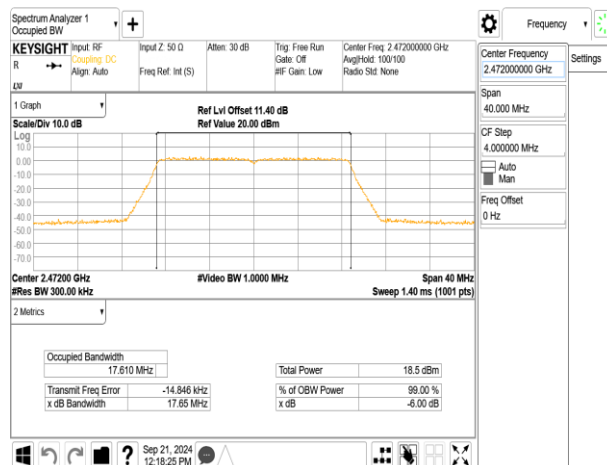 Spectrum Analyzer 1
Occupied BW
Frequency
KEYSIGHT
R
LXI
Input: RF
Coupling: DC
Align: Auto
Input Z: 50 Ω
Freq Ref: Int (S)
Atten: 30 dB
Trig: Free Run
Gate: Off
#IF Gain: Low
Center Freq: 2.472000000 GHz
Avg|Hold: 100/100
Radio Std: None
Center Frequency
2.472000000 GHz
Settings
Span
40.000 MHz
CF Step
4.000000 MHz
Auto
Man
Freq Offset
0 Hz
1 Graph
Scale/Div 10.0 dB
Ref Lvl Offset 11.40 dB
Ref Value 20.00 dBm
Log
10.0
0.00
-10.0
-20.0
-30.0
-40.0
-50.0
-60.0
-70.0
Center 2.47200 GHz
#Res BW 300.00 kHz
#Video BW 1.0000 MHz
Span 40 MHz
Sweep 1.40 ms (1001 pts)
2 Metrics
Occupied Bandwidth
17.610 MHz
Total Power 18.5 dBm
Transmit Freq Error -14.846 kHz
% of OBW Power 99.00 %
x dB Bandwidth 17.65 MHz
x dB -6.00 dB
?
Sep 21, 2024
12:18:25 PM